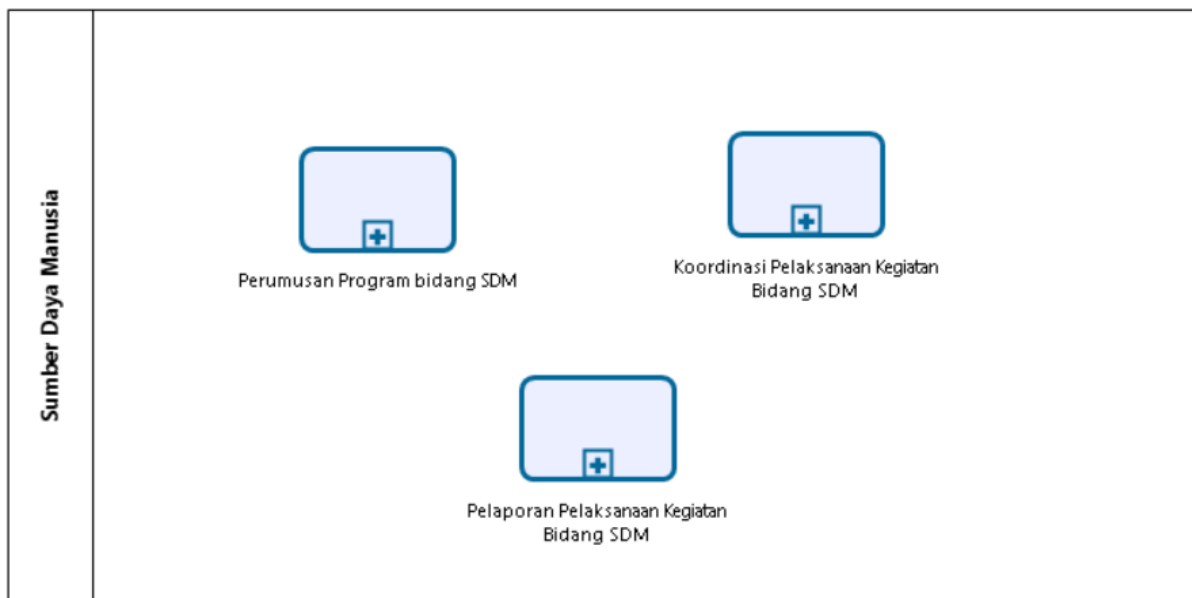 Sumber Daya Manusia
Perumusan Program bidang SDM
Koordinasi Pelaksanaan Kegiatan
Bidang SDM
Pelaporan Pelaksanaan Kegiatan
Bidang SDM